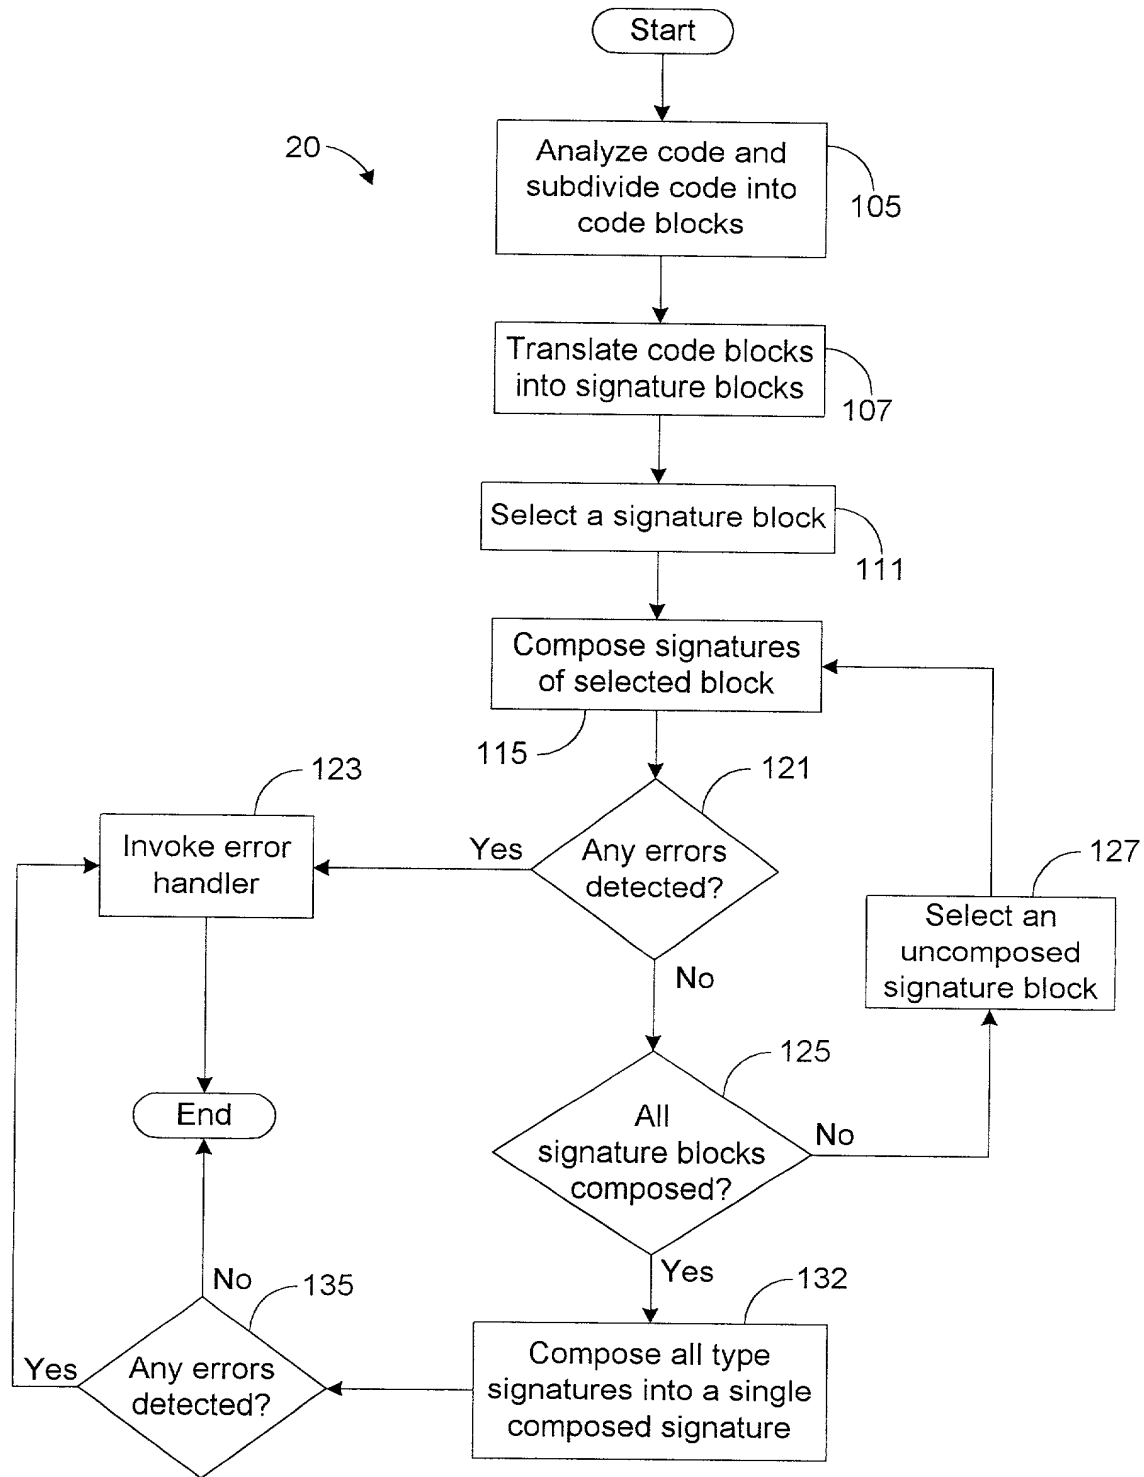 Start
20
Analyze code and
subdivide code into
code blocks
105
Translate code blocks
into signature blocks
107
Select a signature block
111
Compose signatures
of selected block
115
121
Any errors
detected?
Yes
No
123
Invoke error
handler
127
Select an
uncomposed
signature block
125
All
signature blocks
composed?
No
Yes
End
132
Compose all type
signatures into a single
composed signature
135
Any errors
detected?
No
Yes